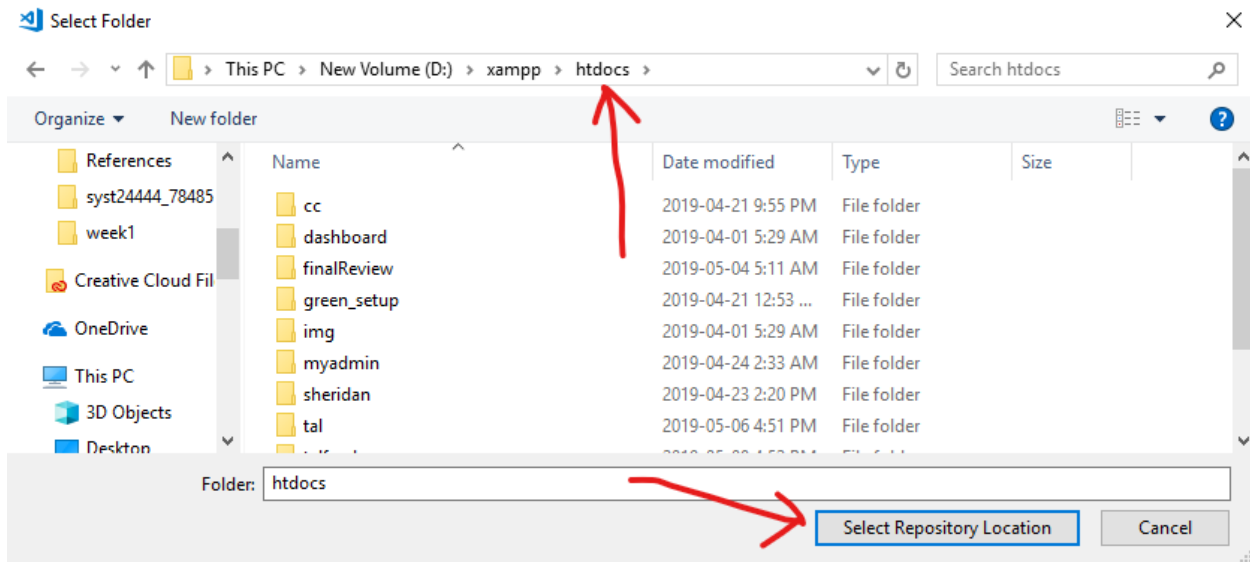 Select Folder
This PC > New Volume (D:) > xampp > htdocs >
Search htdocs
Organize
New folder
References
syst24444_78485
week1
Creative Cloud Fil
OneDrive
This PC
3D Objects
Desktop
Name Date modified Type Size
cc 2019-04-21 9:55 PM File folder
dashboard 2019-04-01 5:29 AM File folder
finalReview 2019-05-04 5:11 AM File folder
green_setup 2019-04-21 12:53 ... File folder
img 2019-04-01 5:29 AM File folder
myadmin 2019-04-24 2:33 AM File folder
sheridan 2019-04-23 2:20 PM File folder
tal 2019-05-06 4:51 PM File folder
Folder: htdocs
Select Repository Location
Cancel